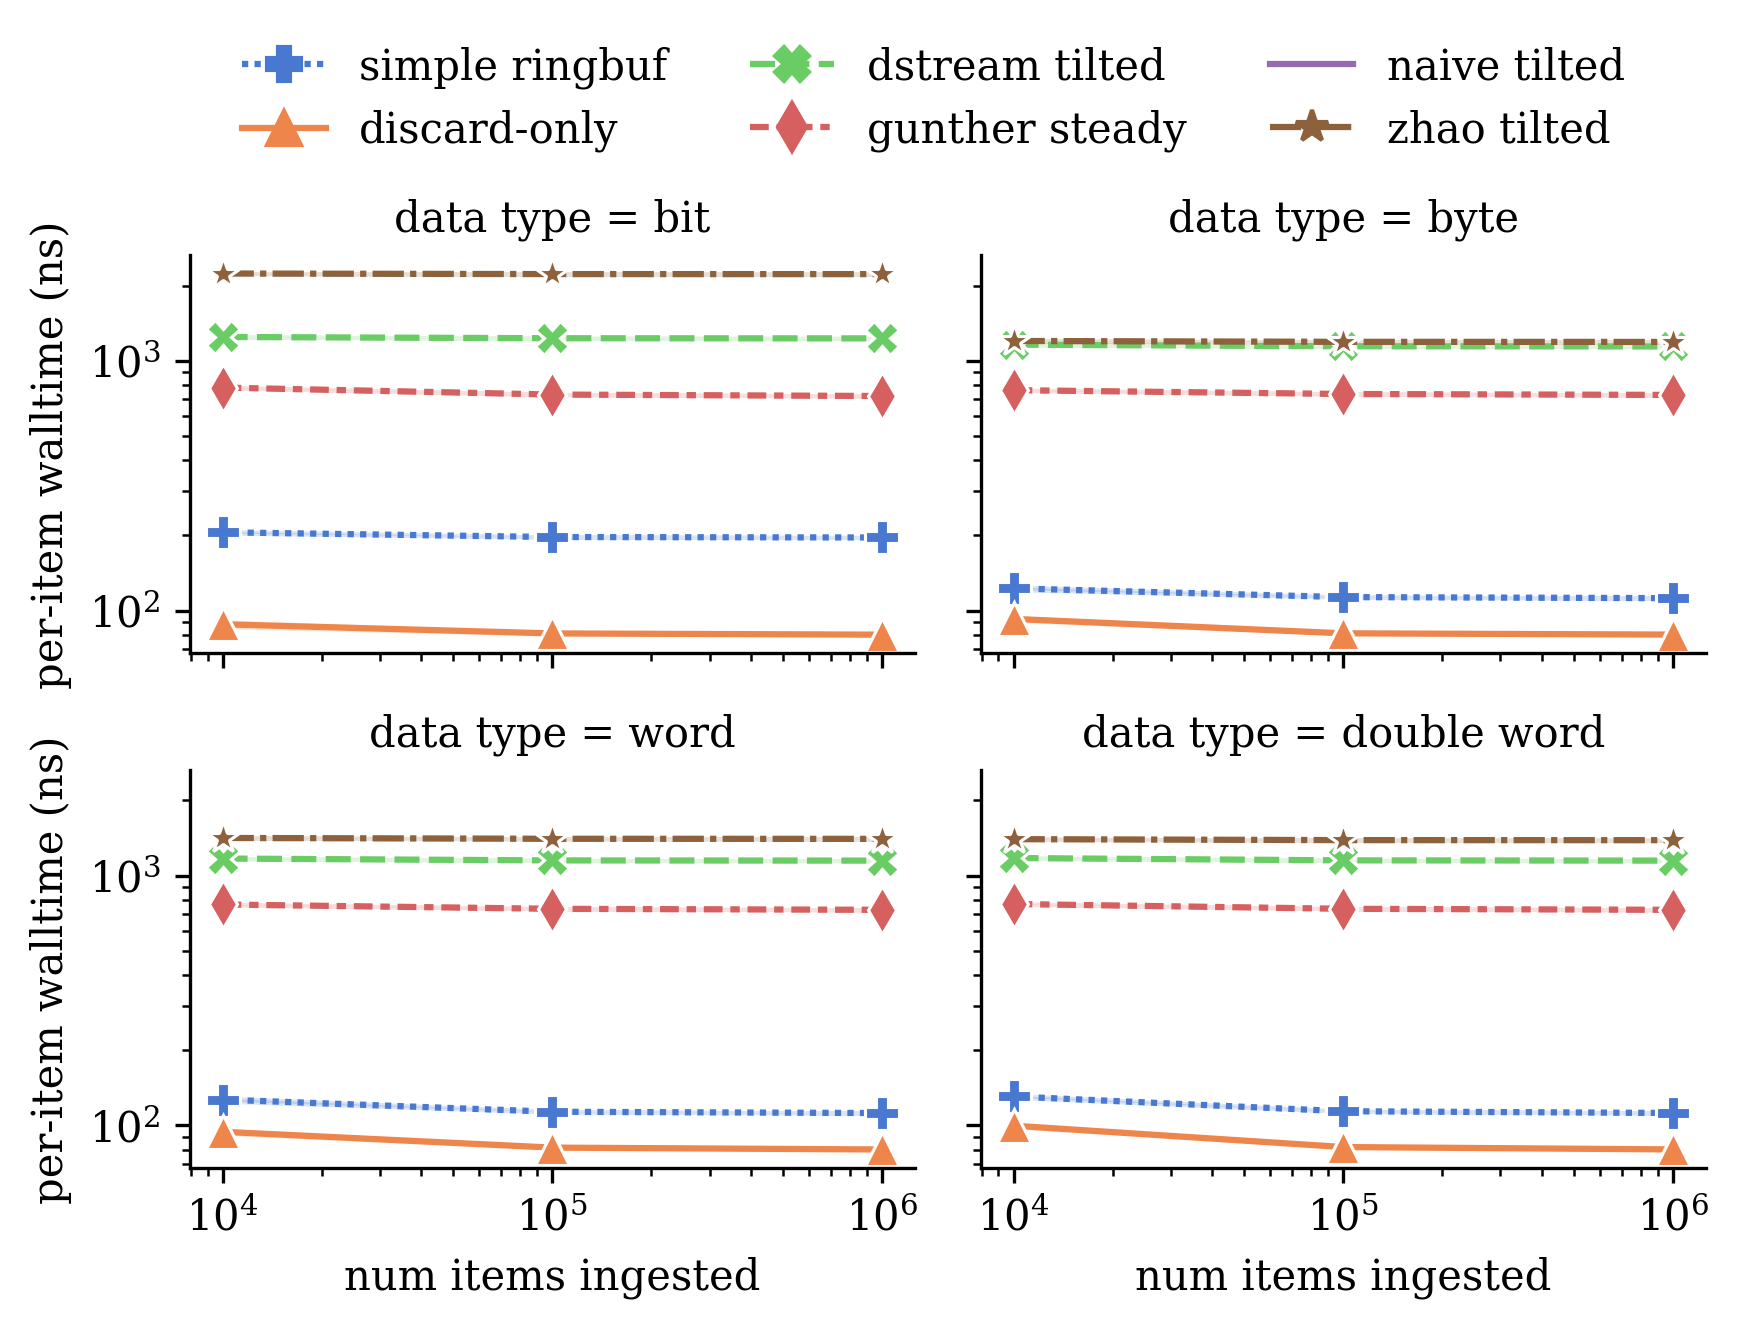 simple ringbuf dstream tilted naive tilted
discard-only gunther steady zhao tilted
data type = bit data type = byte
per-item walltime (ns)
10³
10²
data type = word data type = double word
per-item walltime (ns)
10³
10²
10⁴ 10⁵ 10⁶ 10⁴ 10⁵ 10⁶
num items ingested num items ingested